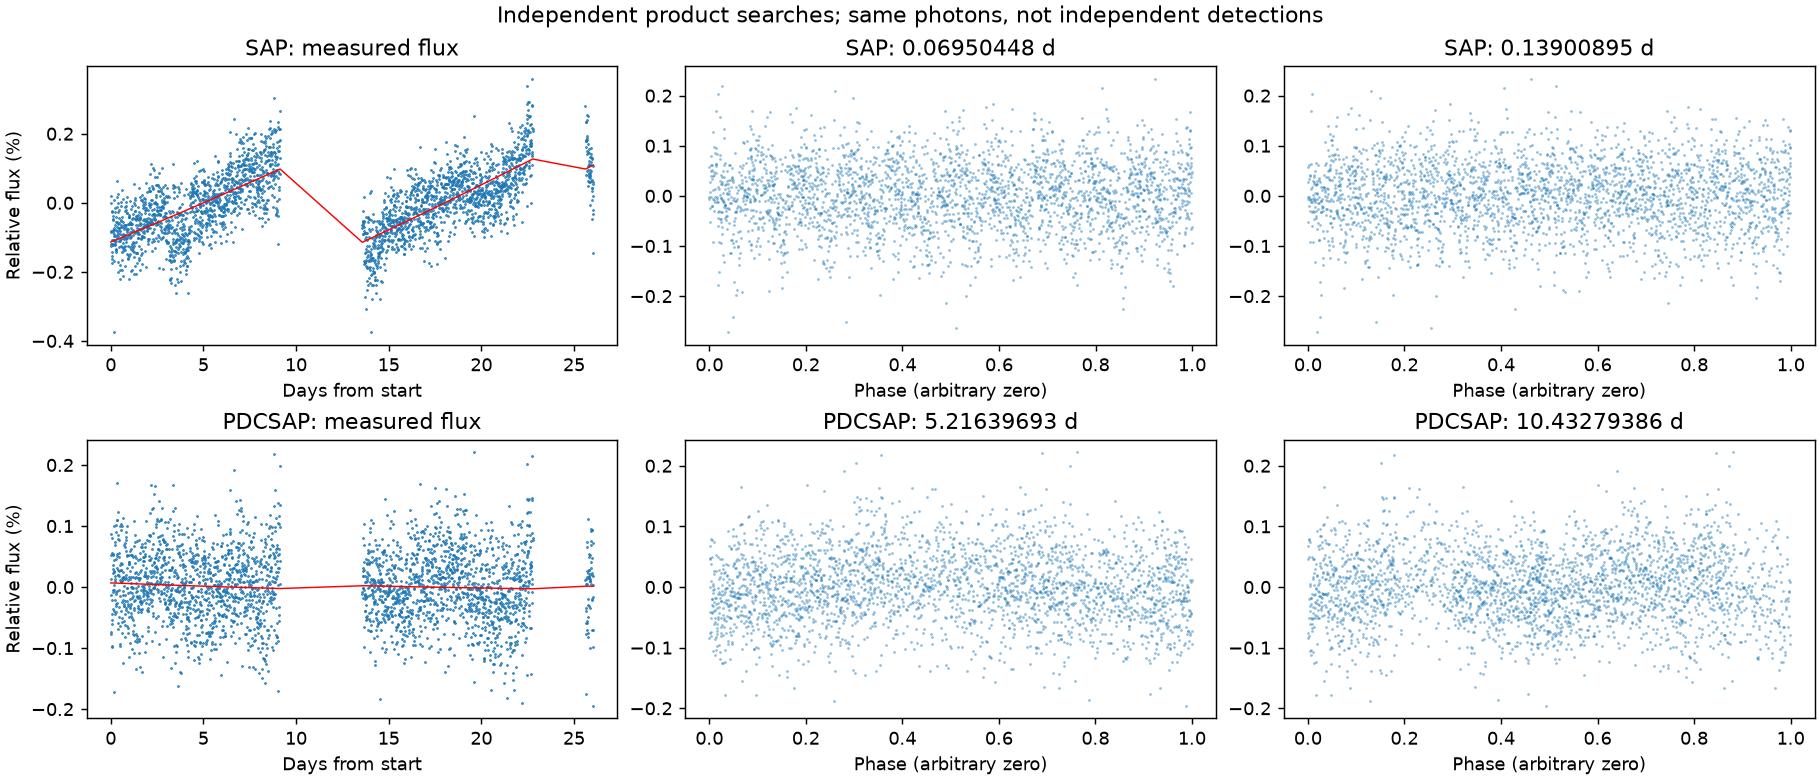 Independent product searches; same photons, not independent detections
SAP: measured flux
SAP: 0.06950448 d
SAP: 0.13900895 d
Relative flux (%)
0.2
0.0
−0.2
−0.4
0 5 10 15 20 25
Days from start
0.2
0.1
0.0
−0.1
−0.2
0.0 0.2 0.4 0.6 0.8 1.0
Phase (arbitrary zero)
0.2
0.1
0.0
−0.1
−0.2
0.0 0.2 0.4 0.6 0.8 1.0
Phase (arbitrary zero)
PDCSAP: measured flux
PDCSAP: 5.21639693 d
PDCSAP: 10.43279386 d
Relative flux (%)
0.2
0.1
0.0
−0.1
−0.2
0 5 10 15 20 25
Days from start
0.2
0.1
0.0
−0.1
−0.2
0.0 0.2 0.4 0.6 0.8 1.0
Phase (arbitrary zero)
0.2
0.1
0.0
−0.1
−0.2
0.0 0.2 0.4 0.6 0.8 1.0
Phase (arbitrary zero)